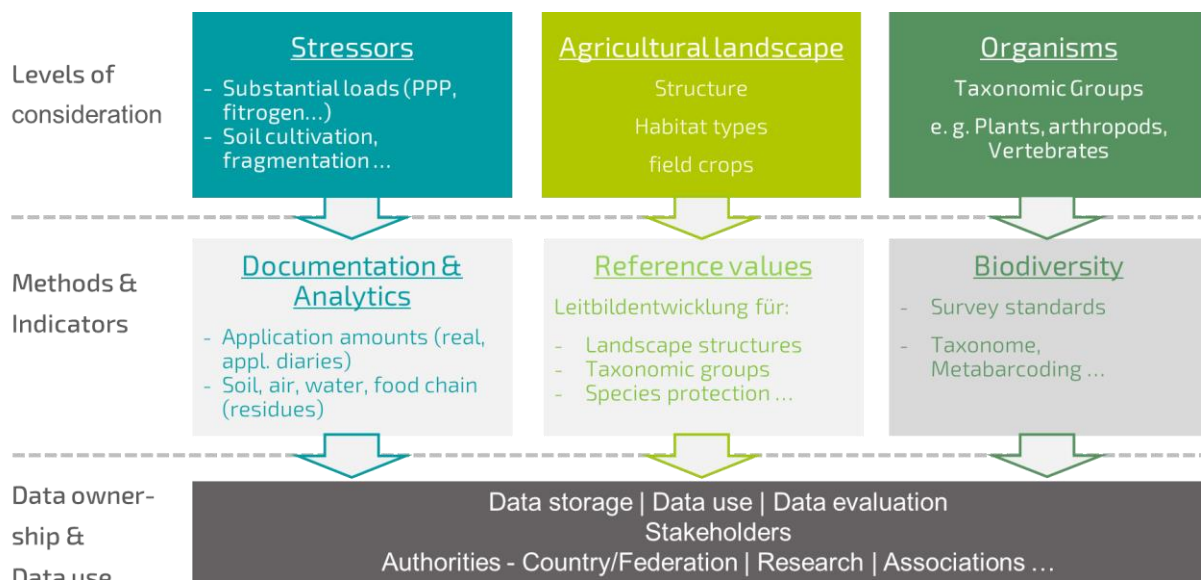 Levels of
consideration
Stressors
- Substantial loads (PPP,
fitrogen...)
- Soil cultivation,
fragmentation ...
Agricultural landscape
Structure
Habitat types
field crops
Organisms
Taxonomic Groups
e. g. Plants, arthropods,
Vertebrates
Methods &
Indicators
Documentation &
Analytics
- Application amounts (real,
appl. diaries)
- Soil, air, water, food chain
(residues)
Reference values
Leitbildentwicklung für:
- Landscape structures
- Taxonomic groups
- Species protection ...
Biodiversity
- Survey standards
- Taxonome,
Metabarcoding ...
Data owner-
ship &
Data use
Data storage | Data use | Data evaluation
Stakeholders
Authorities - Country/Federation | Research | Associations ...